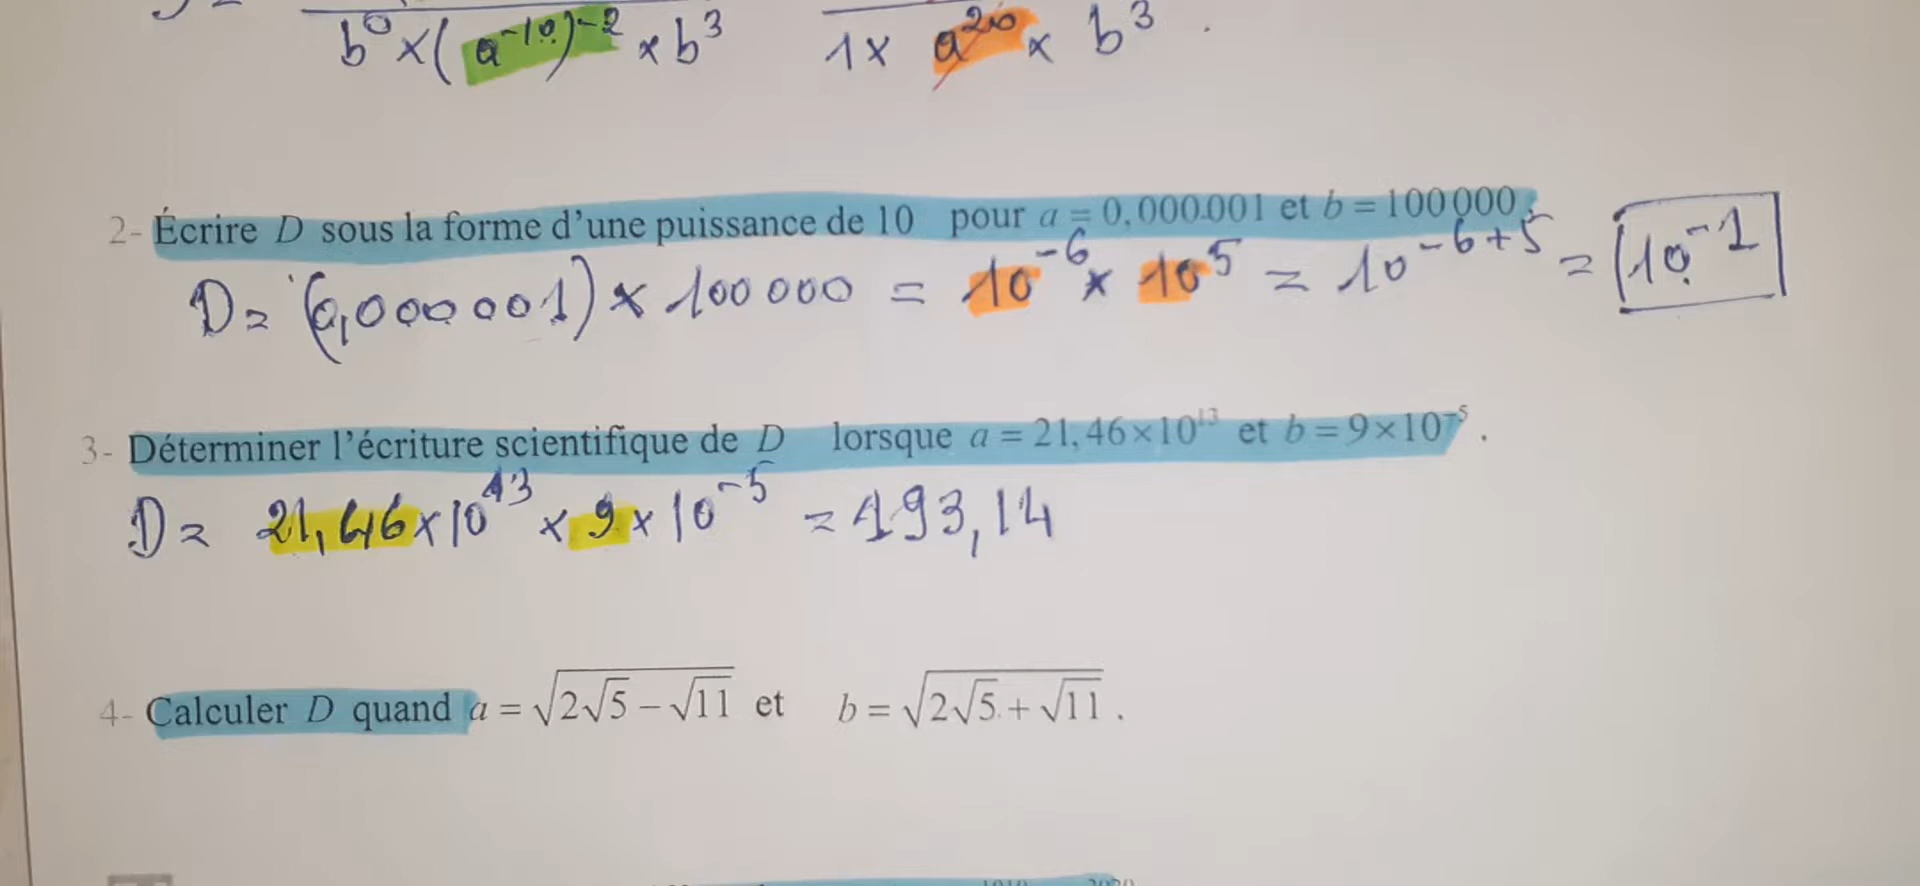 b⁰×(a⁻¹⁰)⁻² × b³    1× a²⁰ × b³ .
2- Écrire D sous la forme d’une puissance de 10 pour a = 0,000001 et b = 100000.
D= (0,000001) × 100 000 = 10⁻⁶ × 10⁵ = 10⁻⁶⁺⁵ = 10⁻¹
3- Déterminer l’écriture scientifique de D lorsque a = 21,46×10¹³ et b = 9×10⁻⁵ .
D= 21,46×10¹³ × 9×10⁻⁵ = 193,14
4- Calculer D quand a = √(2√5 − √11) et b = √(2√5 + √11) .